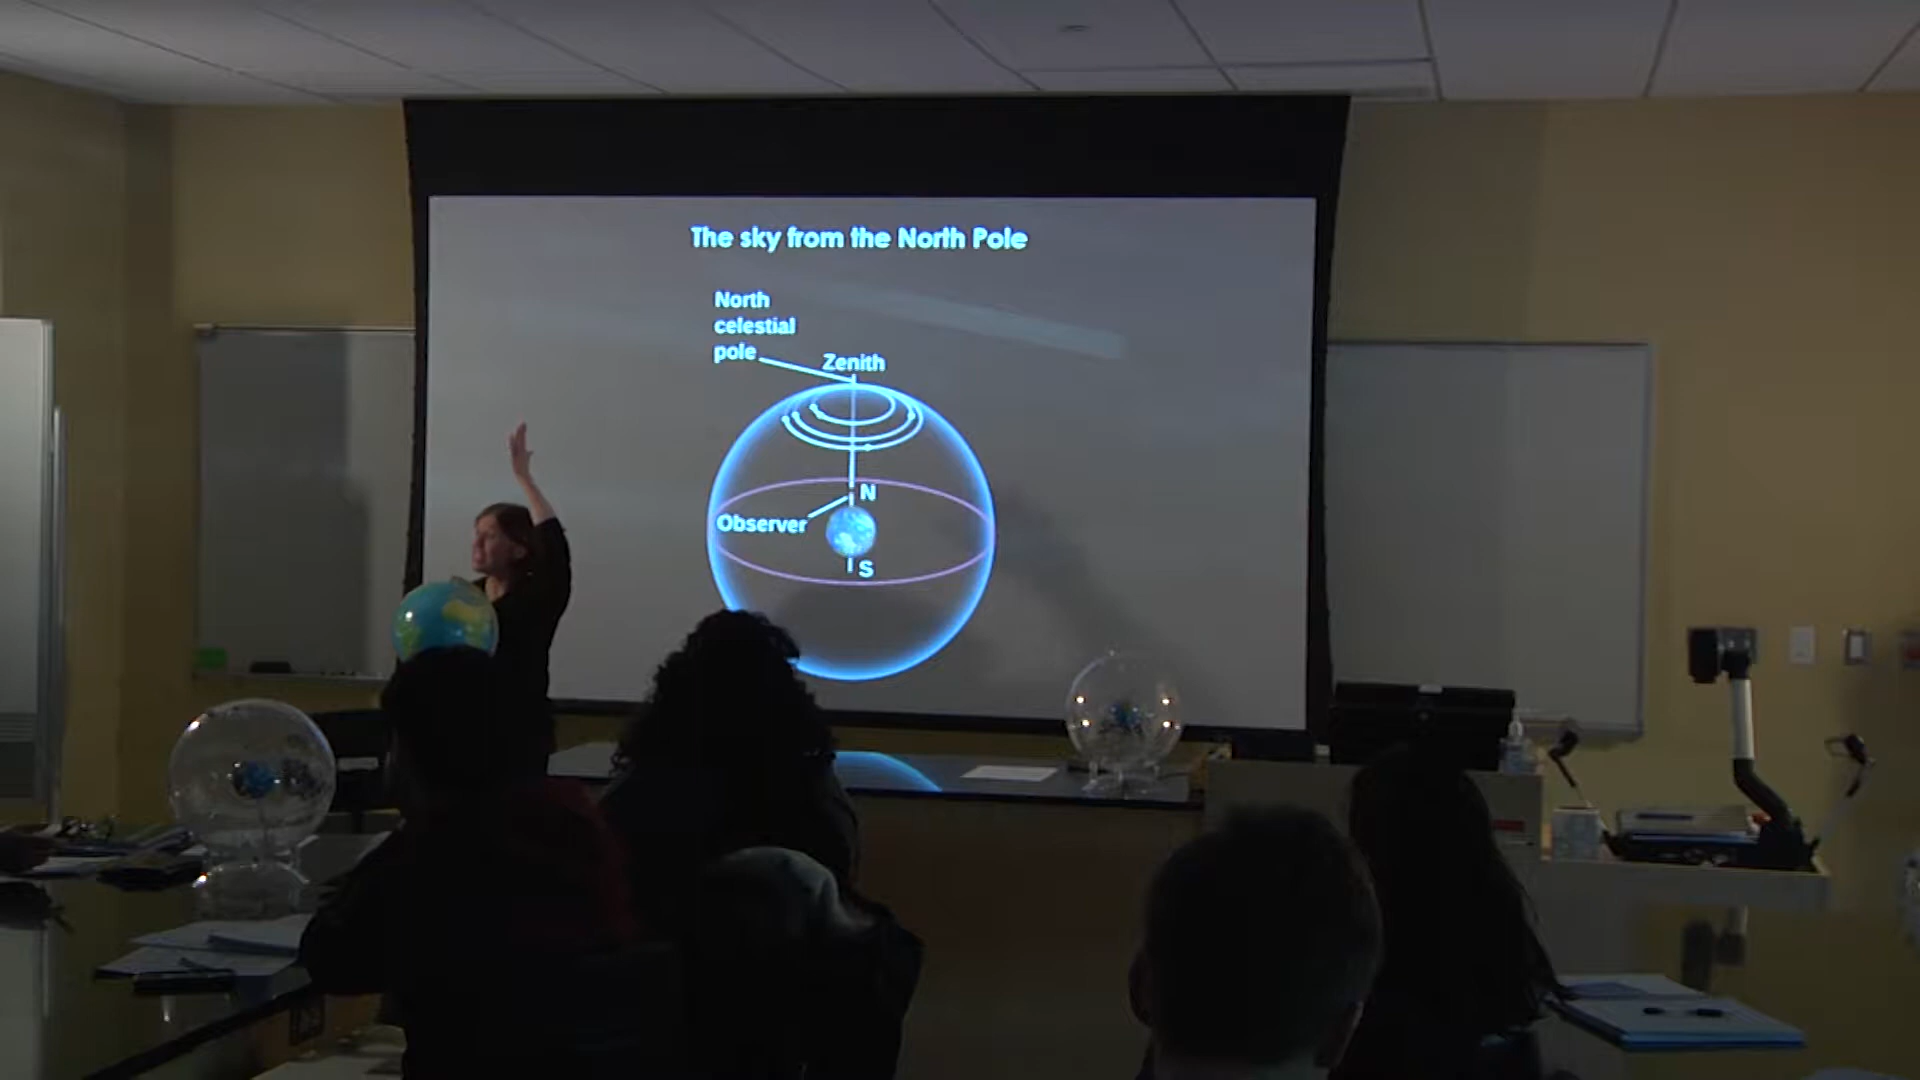 The sky from the North Pole
North
celestial
pole
Zenith
N
Observer
S